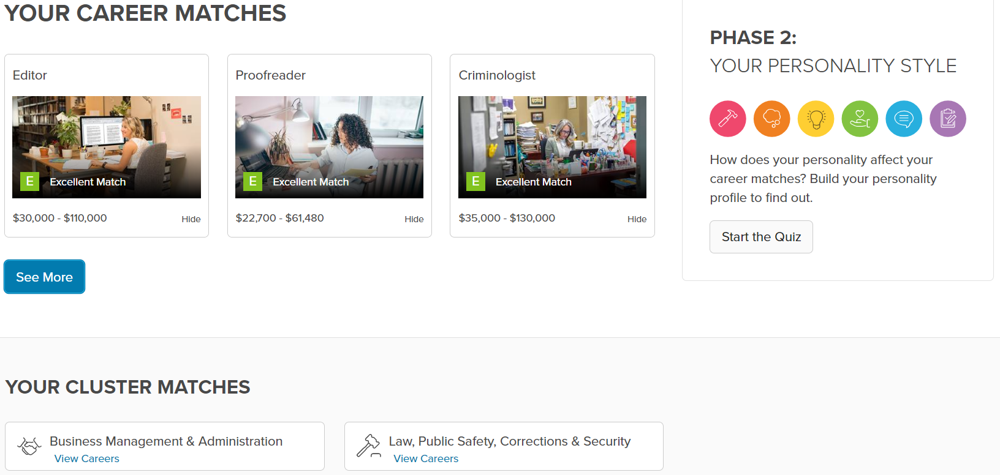 YOUR CAREER MATCHES
Editor
E Excellent Match
$30,000 - $110,000 Hide
Proofreader
E Excellent Match
$22,700 - $61,480 Hide
Criminologist
E Excellent Match
$35,000 - $130,000 Hide
See More
PHASE 2:
YOUR PERSONALITY STYLE
How does your personality affect your
career matches? Build your personality
profile to find out.
Start the Quiz
YOUR CLUSTER MATCHES
Business Management & Administration
View Careers
Law, Public Safety, Corrections & Security
View Careers